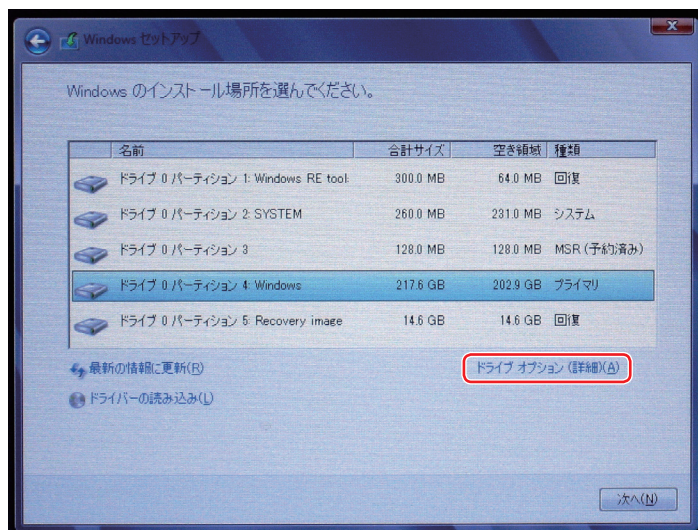 Windows セットアップ
Windows のインストール場所を選んでください。
名前 合計サイズ 空き領域 種類
ドライブ 0 パーティション 1: Windows RE tool: 300.0 MB 64.0 MB 回復
ドライブ 0 パーティション 2: SYSTEM 260.0 MB 231.0 MB システム
ドライブ 0 パーティション 3 128.0 MB 128.0 MB MSR (予約済み)
ドライブ 0 パーティション 4: Windows 217.6 GB 202.9 GB プライマリ
ドライブ 0 パーティション 5: Recovery image 14.6 GB 14.6 GB 回復
最新の情報に更新(R) ドライブ オプション (詳細)(A)
ドライバーの読み込み(L)
次へ(N)